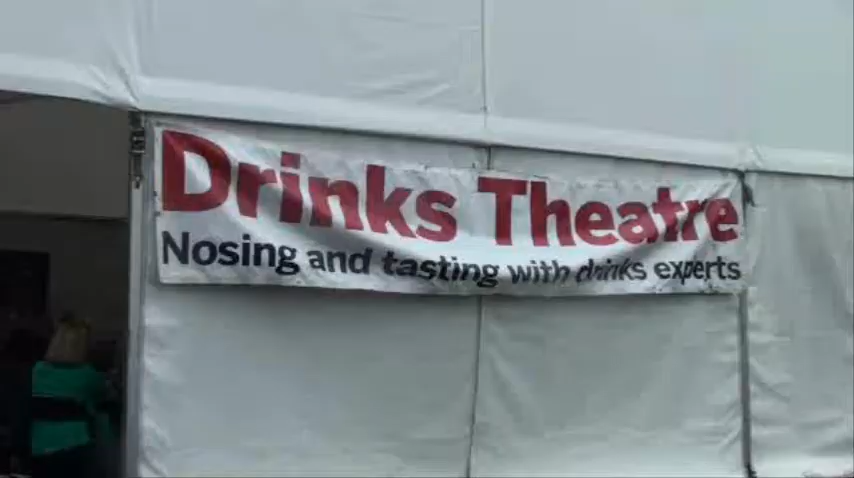 Drinks Theatre
Nosing and tasting with drinks experts